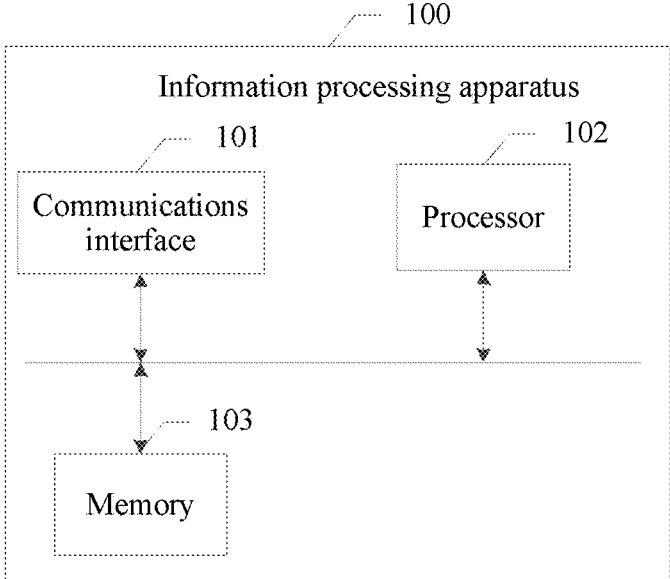 100
Information processing apparatus
101
102
Communications
interface
Processor
103
Memory